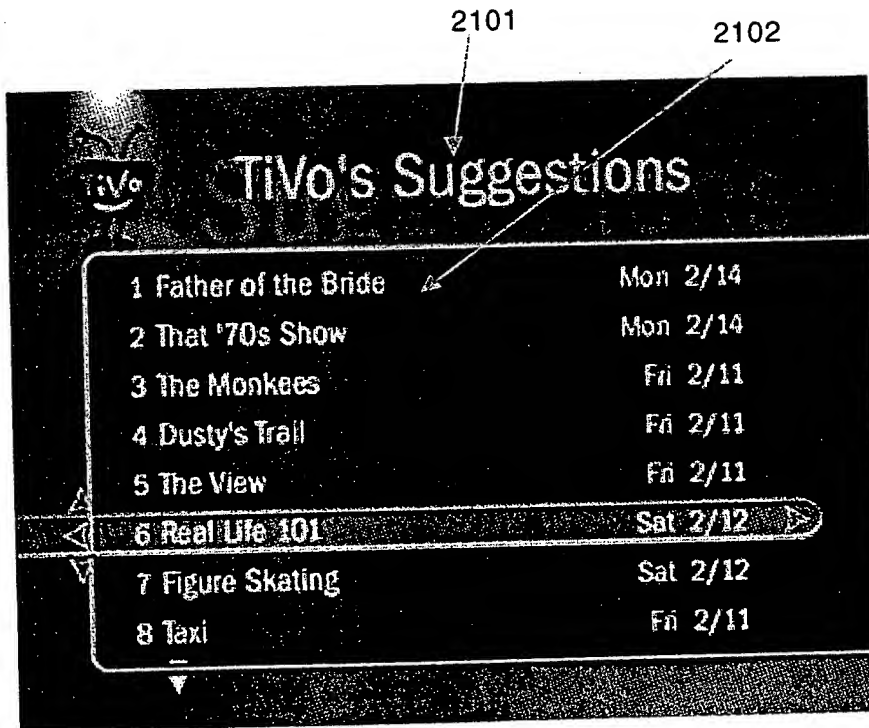 2101
2102
TiVo
TiVo's Suggestions
1 Father of the Bride Mon 2/14
2 That '70s Show Mon 2/14
3 The Monkees Fri 2/11
4 Dusty's Trail Fri 2/11
5 The View Fri 2/11
6 Real Life 101 Sat 2/12
7 Figure Skating Sat 2/12
8 Taxi Fri 2/11